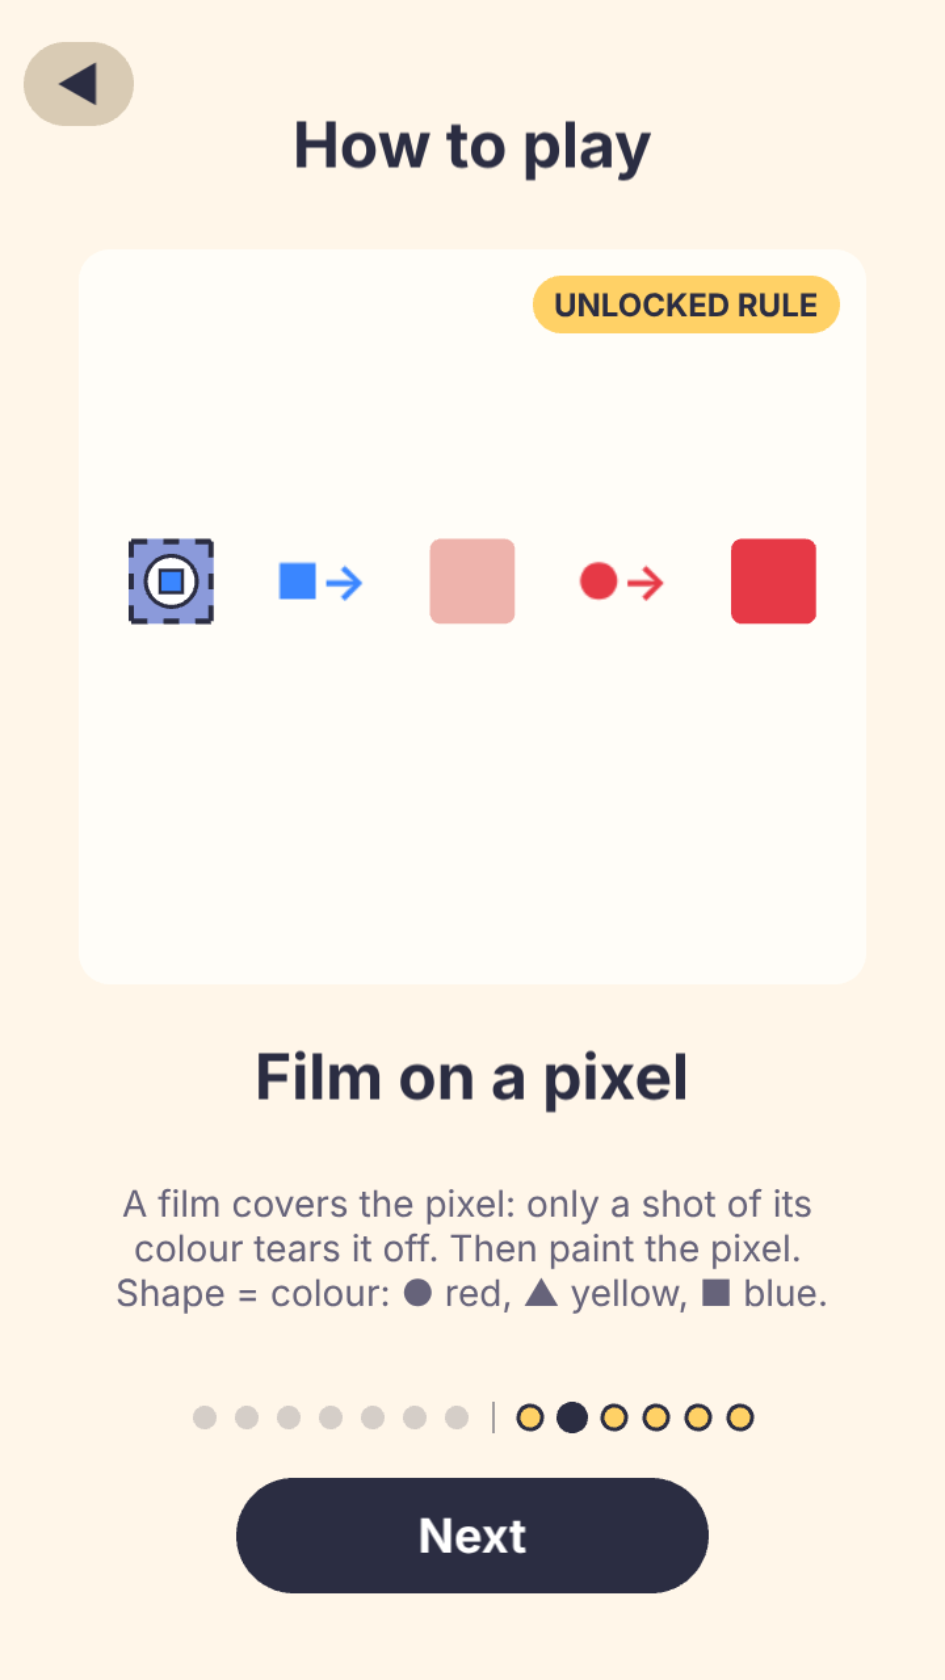 How to play
UNLOCKED RULE
Film on a pixel
A film covers the pixel: only a shot of its
colour tears it off. Then paint the pixel.
Shape = colour: ● red, ▲ yellow, ■ blue.
Next